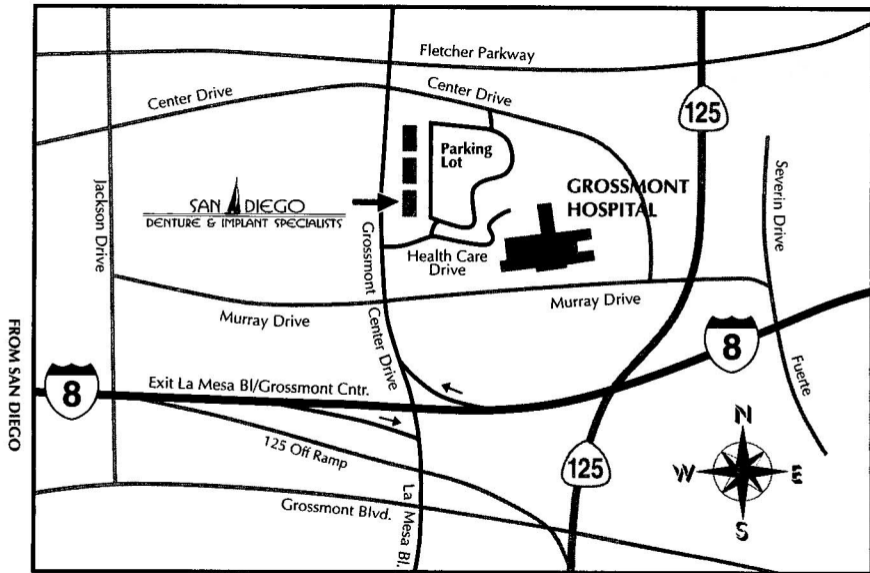 Fletcher Parkway
Center Drive
Center Drive
125
Parking
Lot
Severin Drive
Jackson Drive
SAN DIEGO
DENTURE & IMPLANT SPECIALISTS
GROSSMONT
HOSPITAL
Grossmont
Center Drive
Health Care
Drive
Murray Drive
Murray Drive
FROM SAN DIEGO
8
8
Exit La Mesa Bl/Grossmont Cntr.
Fuerte
125 Off Ramp
125
N
W
E
S
Grossmont Blvd.
La Mesa Bl.